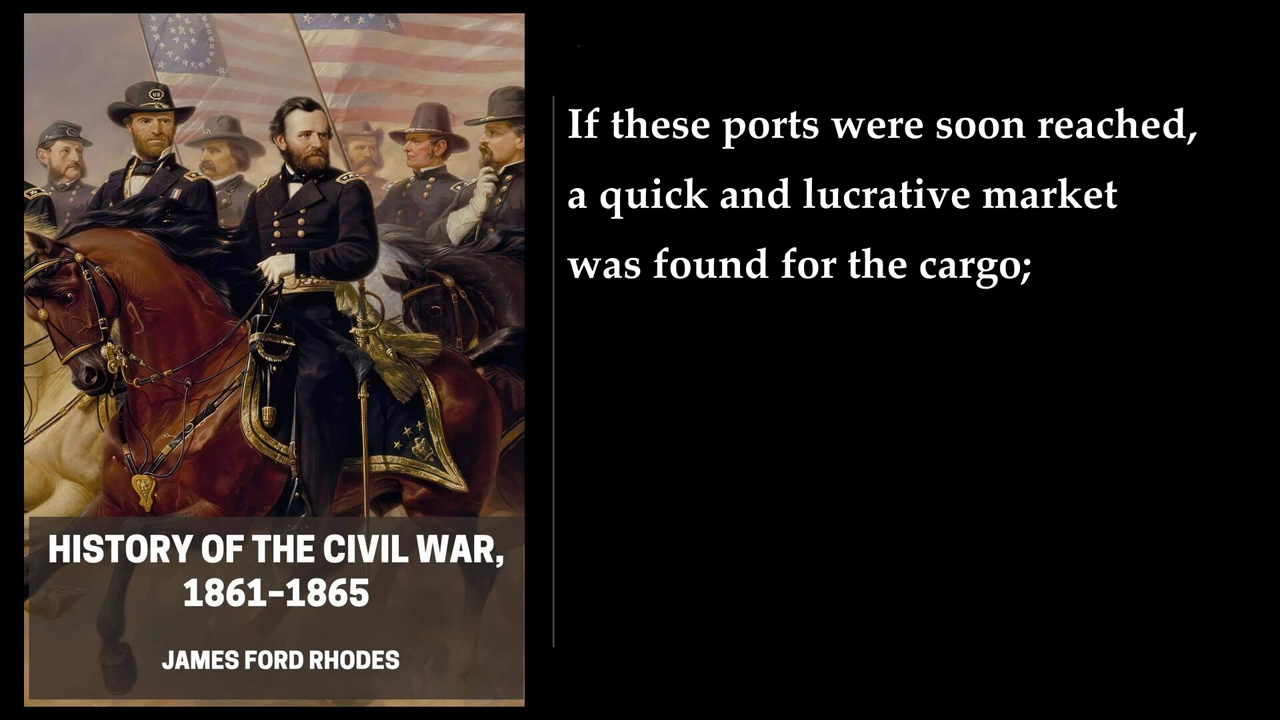 HISTORY OF THE CIVIL WAR,
1861–1865
JAMES FORD RHODES
If these ports were soon reached,
a quick and lucrative market
was found for the cargo;